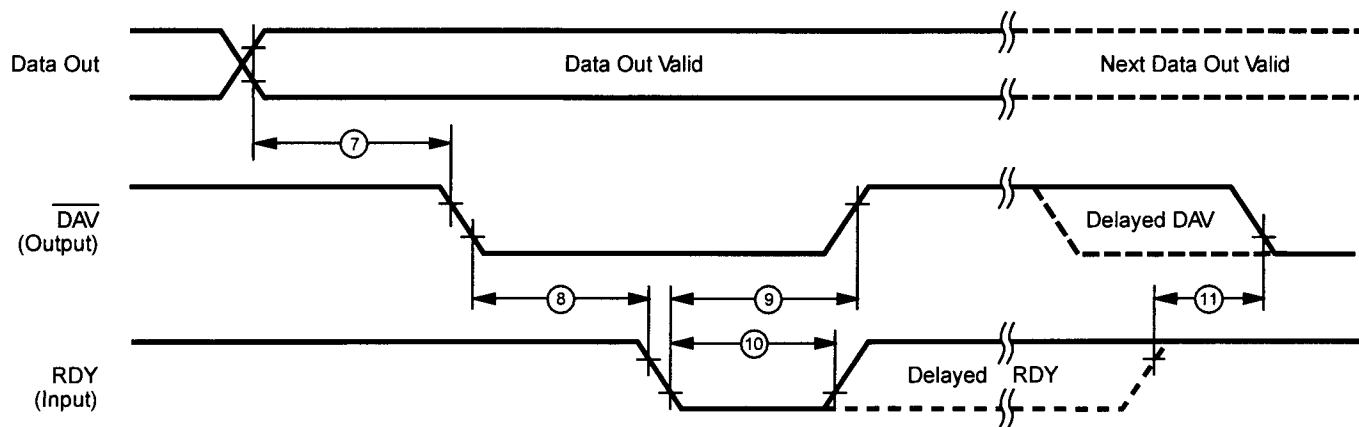 Data Out
Data Out Valid
Next Data Out Valid
7
DAV
(Output)
Delayed DAV
8
9
11
10
RDY
(Input)
Delayed RDY